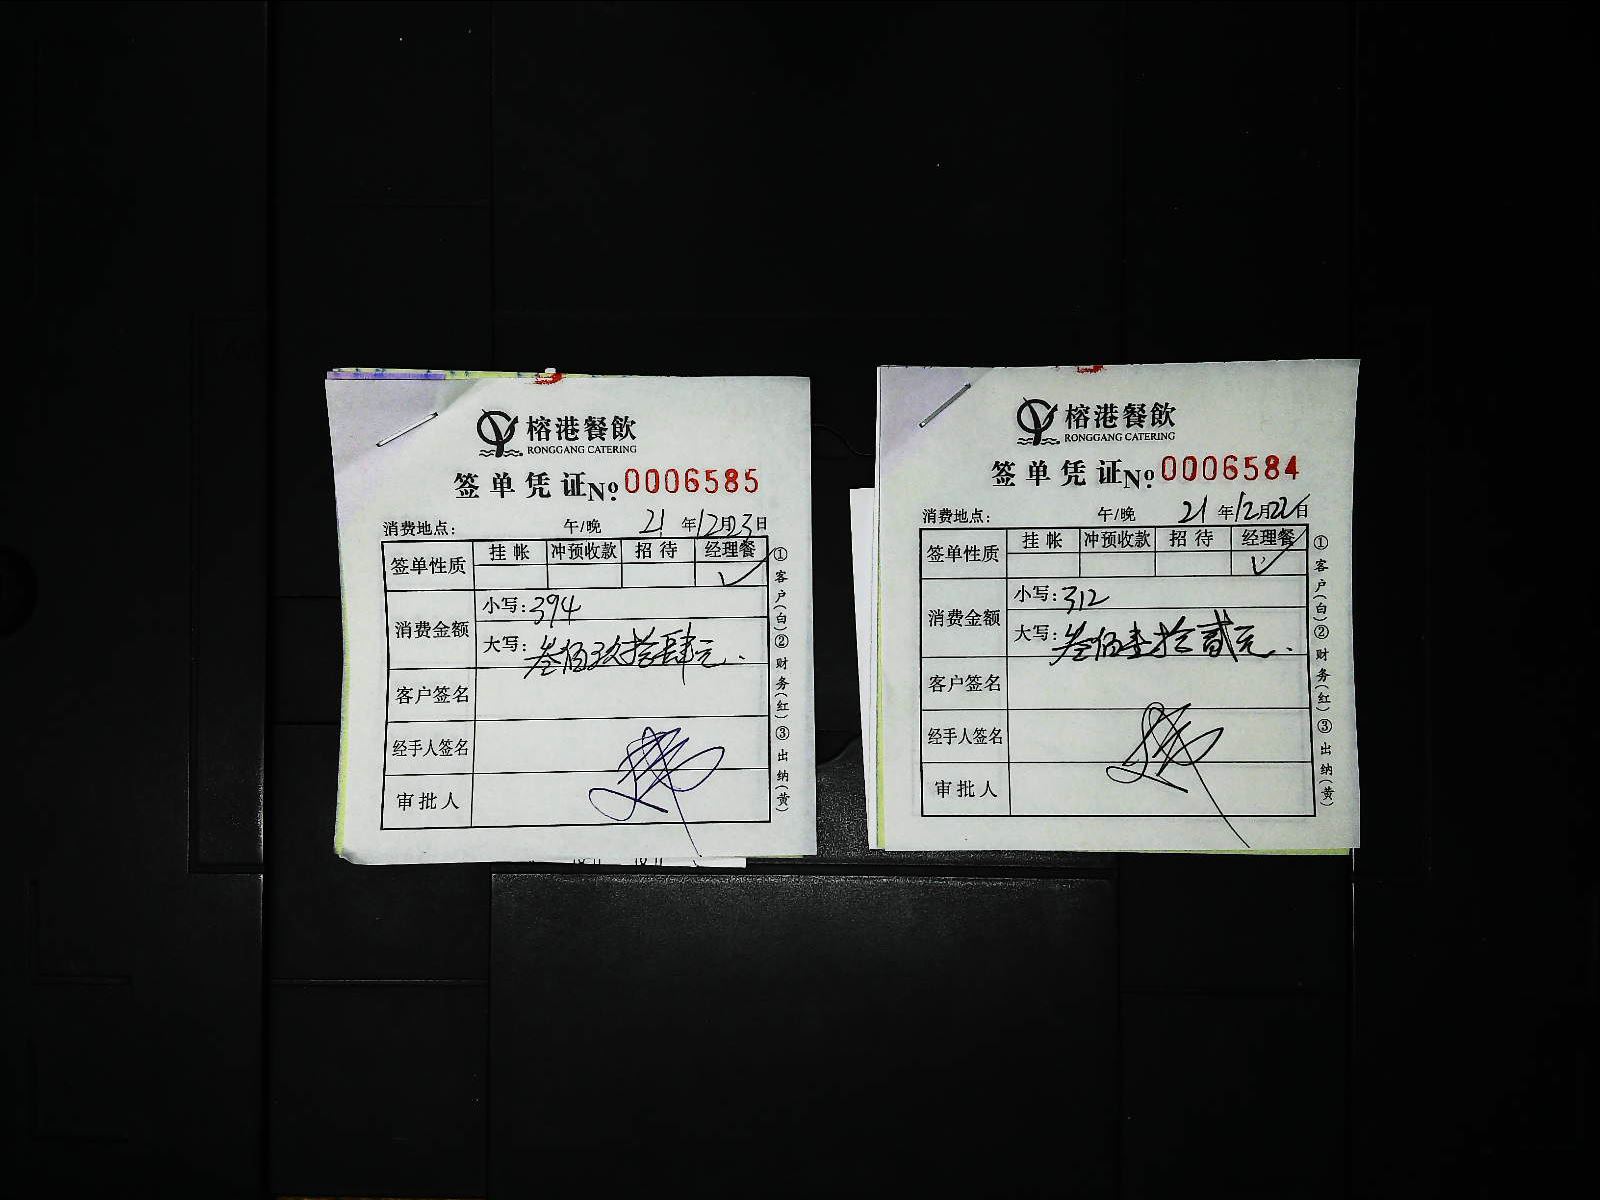 榕港餐飲
RONGGANG CATERING
签单凭证No.0006585
消费地点: 午/晚 21年12月23日
签单性质 挂帐 冲预收款 招待 经理餐
✓
消费金额 小写:394
大写:叁佰玖拾肆元
客户签名
经手人签名
审批人
①客户(白)②财务(红)③出纳(黄)
榕港餐飲
RONGGANG CATERING
签单凭证No.0006584
消费地点: 午/晚 21年12月22日
签单性质 挂帐 冲预收款 招待 经理餐
✓
消费金额 小写:312
大写:叁佰壹拾贰元
客户签名
经手人签名
审批人
①客户(白)②财务(红)③出纳(黄)